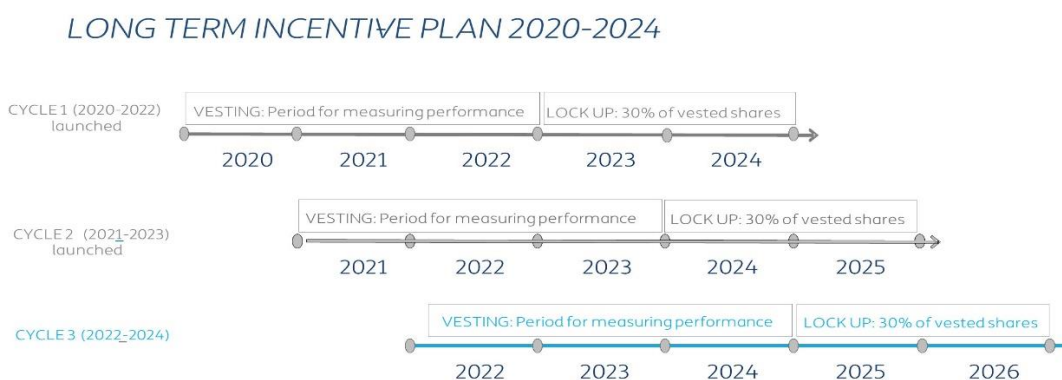 LONG TERM INCENTIVE PLAN 2020-2024
CYCLE 1 (2020-2022)
launched
VESTING: Period for measuring performance
LOCK UP: 30% of vested shares
2020
2021
2022
2023
2024
CYCLE 2 (2021-2023)
launched
VESTING: Period for measuring performance
LOCK UP: 30% of vested shares
2021
2022
2023
2024
2025
CYCLE 3 (2022-2024)
VESTING: Period for measuring performance
LOCK UP: 30% of vested shares
2022
2023
2024
2025
2026